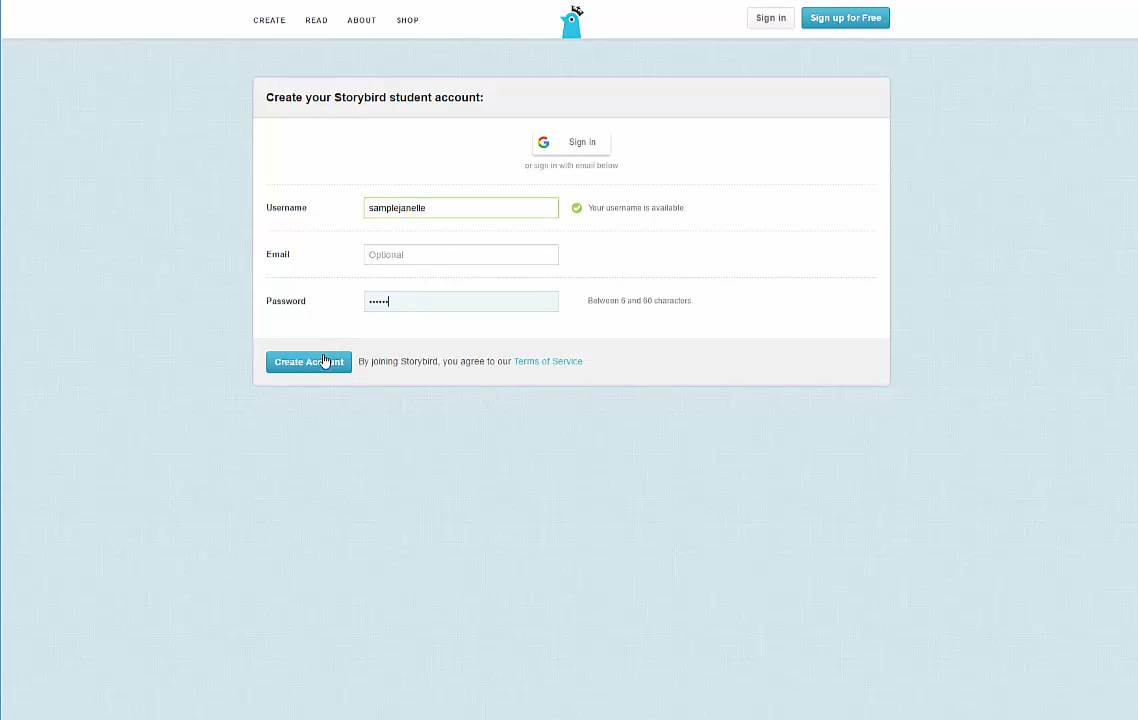 CREATE READ ABOUT SHOP Sign in Sign up for Free
Create your Storybird student account:
Sign in
or sign in with email below
Username samplejanelle Your username is available
Email Optional
Password •••••• Between 6 and 60 characters.
Create Account By joining Storybird, you agree to our Terms of Service